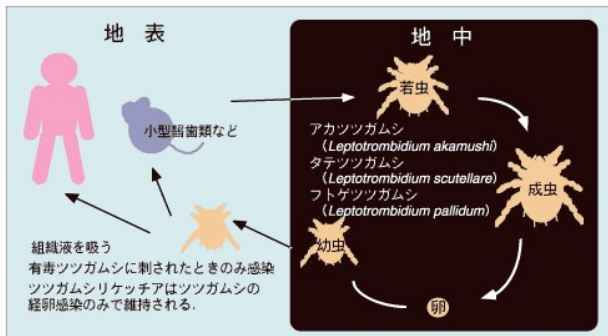 地 表
地 中
若虫
小型齧歯類など
アカツツガムシ
(Leptotrombidium akamushi)
タテツツガムシ
(Leptotrombidium scutellare)
フトゲツツガムシ
(Leptotrombidium pallidum)
成虫
幼虫
卵
組織液を吸う
有毒ツツガムシに刺されたときのみ感染
ツツガムシリケッチアはツツガムシの
経卵感染のみで維持される.